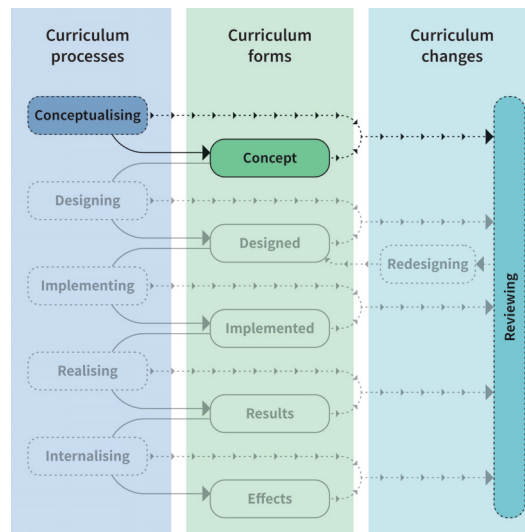 Curriculum
processes
Curriculum
forms
Curriculum
changes
Conceptualising
Concept
Designing
Designed
Redesigning
Implementing
Implemented
Realising
Results
Internalising
Effects
Reviewing